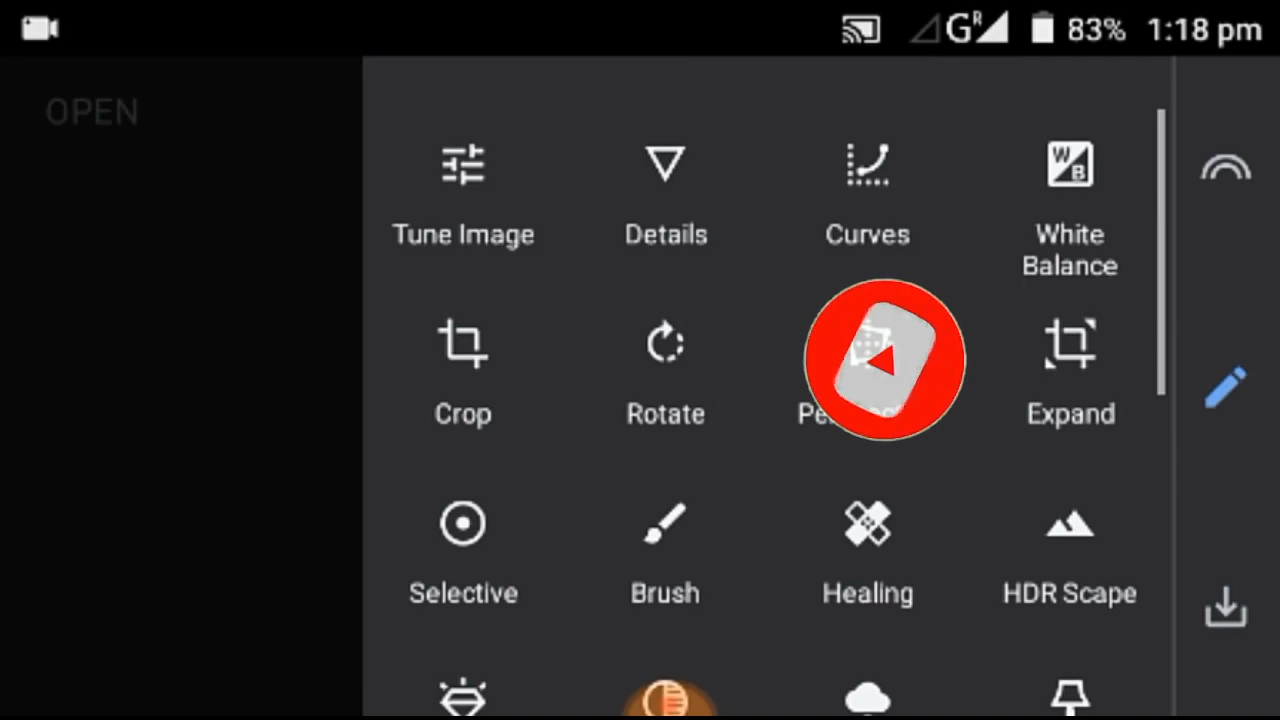 G R 83% 1:18 pm
OPEN
Tune Image Details Curves White Balance
W B
Crop Rotate Expand
Selective Brush Healing HDR Scape